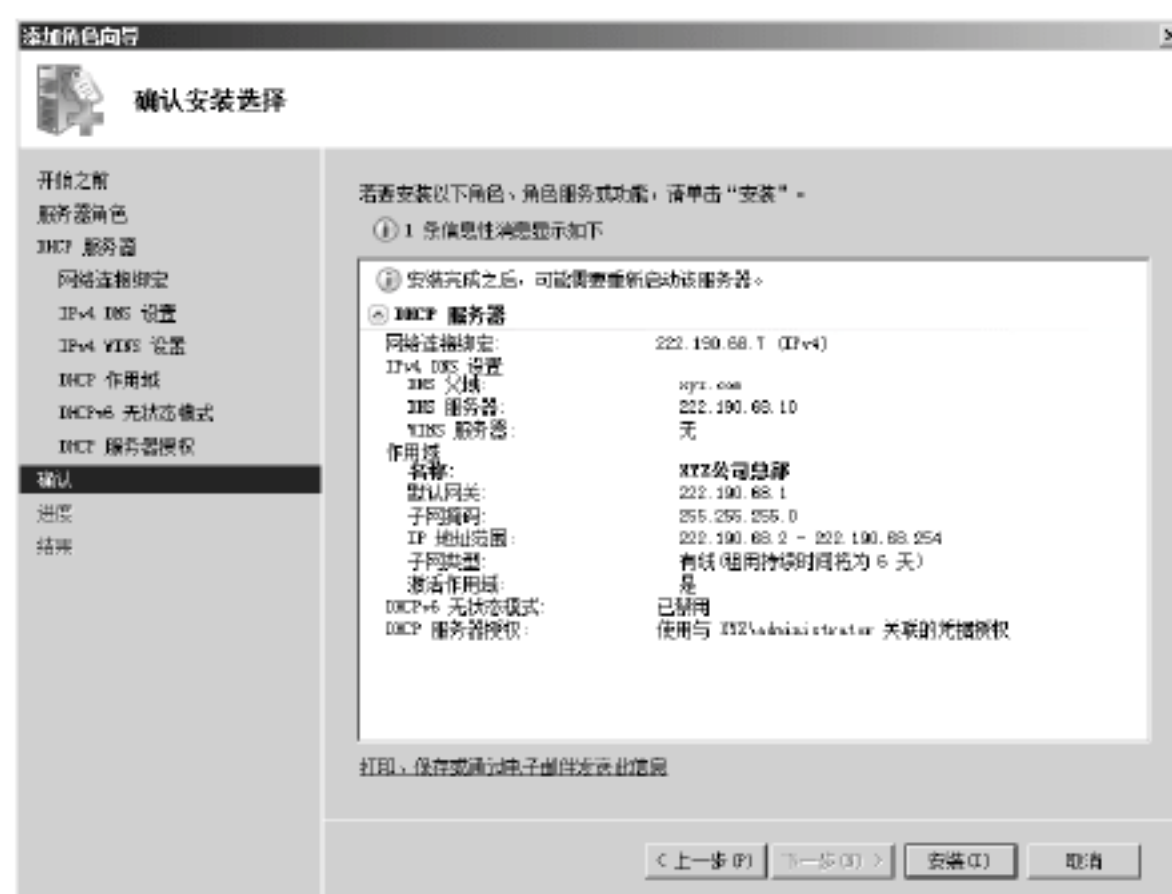 添加角色向导
确认安装选择
开始之前
服务器角色
DHCP 服务器
网络连接绑定
IPv4 DNS 设置
IPv4 WINS 设置
DHCP 作用域
DHCPv6 无状态模式
DHCP 服务器授权
确认
进度
结果
若要安装以下角色、角色服务或功能，请单击“安装”。
1 条信息性消息显示如下
安装完成之后，可能需要重新启动该服务器。
DHCP 服务器
网络连接绑定: 222.190.68.7 (IPv4)
IPv4 DNS 设置
DNS 父域: xyz.com
DNS 服务器: 222.190.68.10
WINS 服务器: 无
作用域
名称: XYZ公司总部
默认网关: 222.190.68.1
子网掩码: 255.255.255.0
IP 地址范围: 222.190.68.2 - 222.190.68.254
子网类型: 有线(租用持续时间将为 6 天)
激活作用域: 是
DHCPv6 无状态模式: 已禁用
DHCP 服务器授权: 使用与 XYZ\administrator 关联的凭据授权
打印、保存或通过电子邮件发送此信息
< 上一步(P) 下一步(N) > 安装(I) 取消